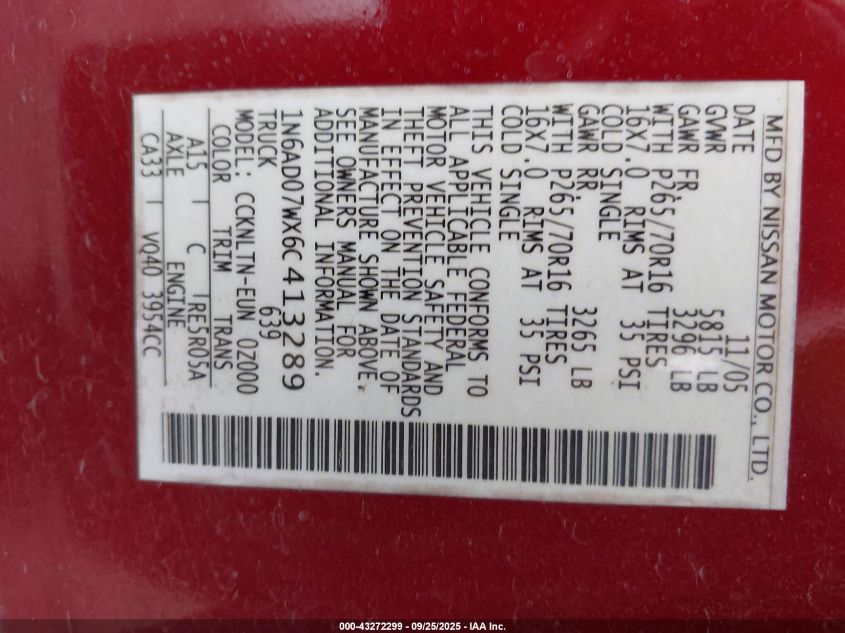 MFD BY NISSAN MOTOR CO., LTD.
DATE 11/05
GVWR 5815 LB
GAWR FR. 3296 LB
WITH P265//70R16 TIRES
16X7.0 RIMS AT 35 PSI
COLD SINGLE
GAWR RR. 3265 LB
WITH P265//70R16 TIRES
16X7.0 RIMS AT 35 PSI
COLD SINGLE
THIS VEHICLE CONFORMS TO
ALL APPLICABLE FEDERAL
MOTOR VEHICLE SAFETY AND
THEFT PREVENTION STANDARDS
IN EFFECT ON THE DATE OF
MANUFACTURE SHOWN ABOVE.
SEE OWNERS MANUAL FOR
ADDITIONAL INFORMATION.
1N6AD07WX6C413289
TRUCK 639
MODEL: CCKNLTN-EUN 0Z000
COLOR TRIM TRANS
A15 | C | RE5R05A
AXLE ENGINE
CA33 | VQ40 3954CC
000-43272299 - 09/25/2025 - IAA Inc.